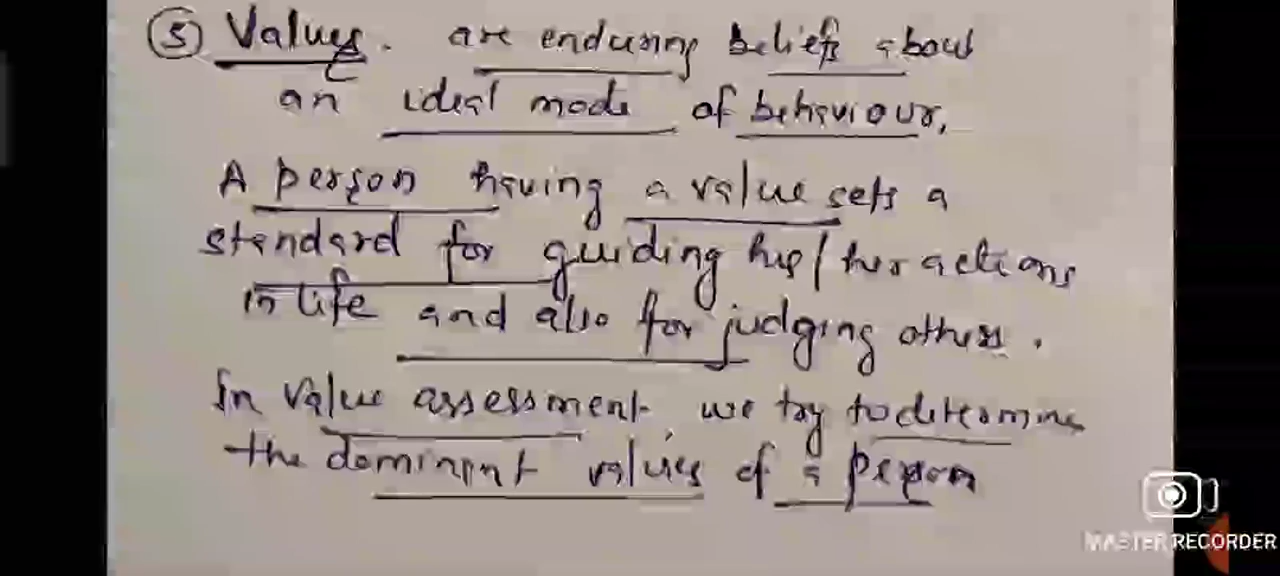 ⑤ Values. are enduring beliefs about
an ideal mode of behaviour,
A person having a value sets a
standard for guiding his/her actions
in life and also for judging others.
In value assessment, we try to determine
the dominant values of a person
MASTER RECORDER